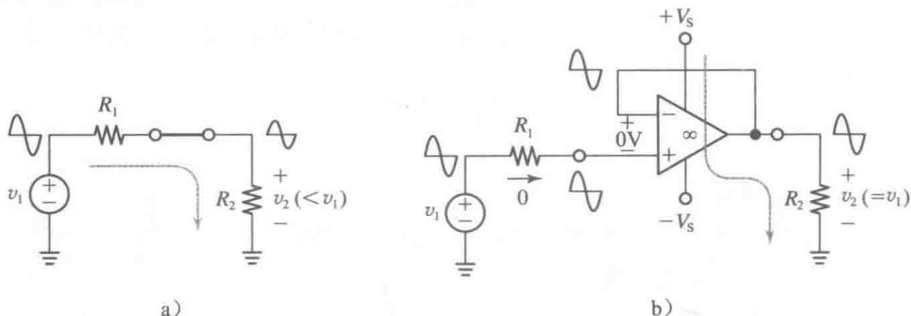 R₁
v₁
+
−
R₂
+
v₂ (<v₁)
−
a)
+Vₛ
R₁
0
+
0V
−
−
∞
+
−Vₛ
v₁
+
−
R₂
+
v₂ (=v₁)
−
b)